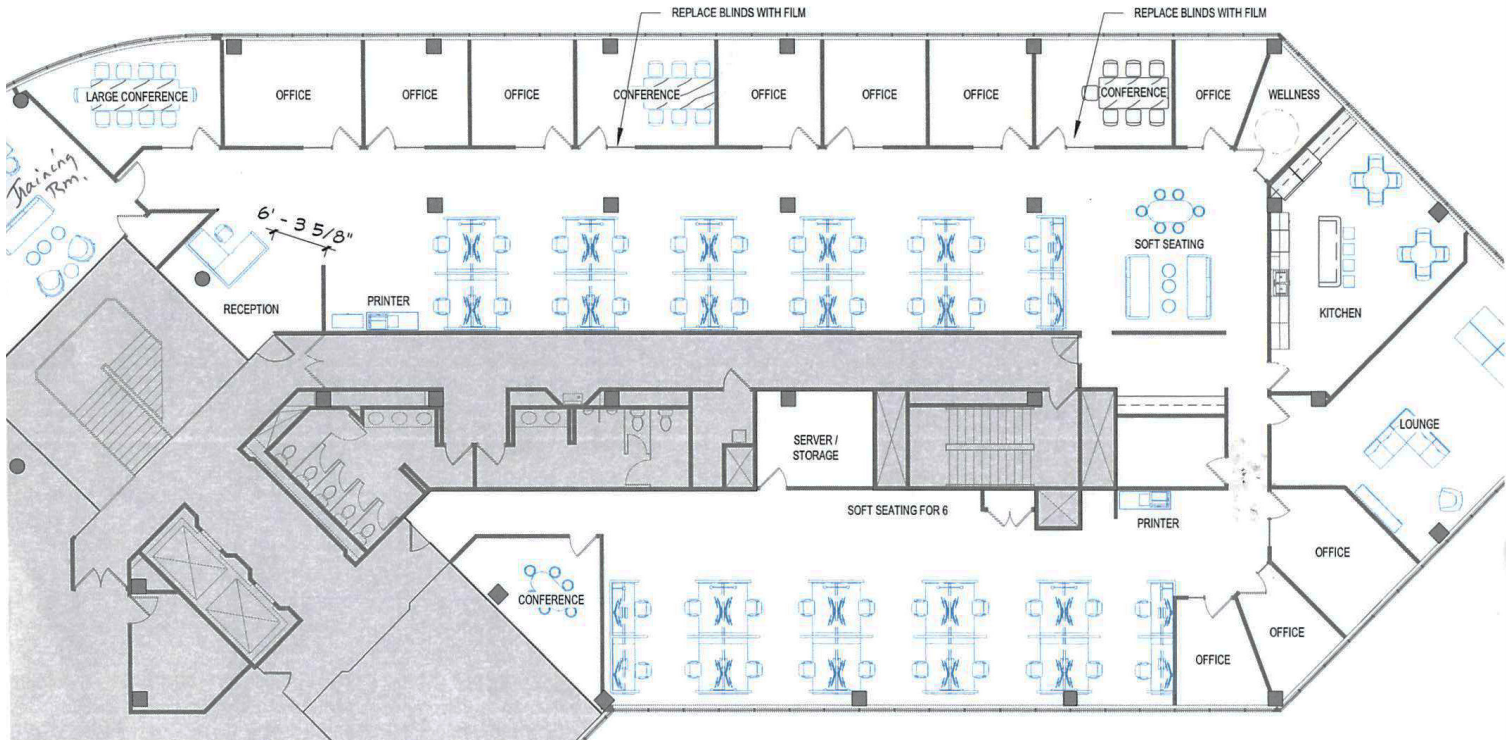 REPLACE BLINDS WITH FILM
REPLACE BLINDS WITH FILM
LARGE CONFERENCE
OFFICE
OFFICE
OFFICE
CONFERENCE
OFFICE
OFFICE
OFFICE
CONFERENCE
OFFICE
WELLNESS
Training
Rm.
6' - 3 5/8"
SOFT SEATING
RECEPTION
PRINTER
KITCHEN
SERVER /
STORAGE
LOUNGE
SOFT SEATING FOR 6
PRINTER
OFFICE
CONFERENCE
OFFICE
OFFICE